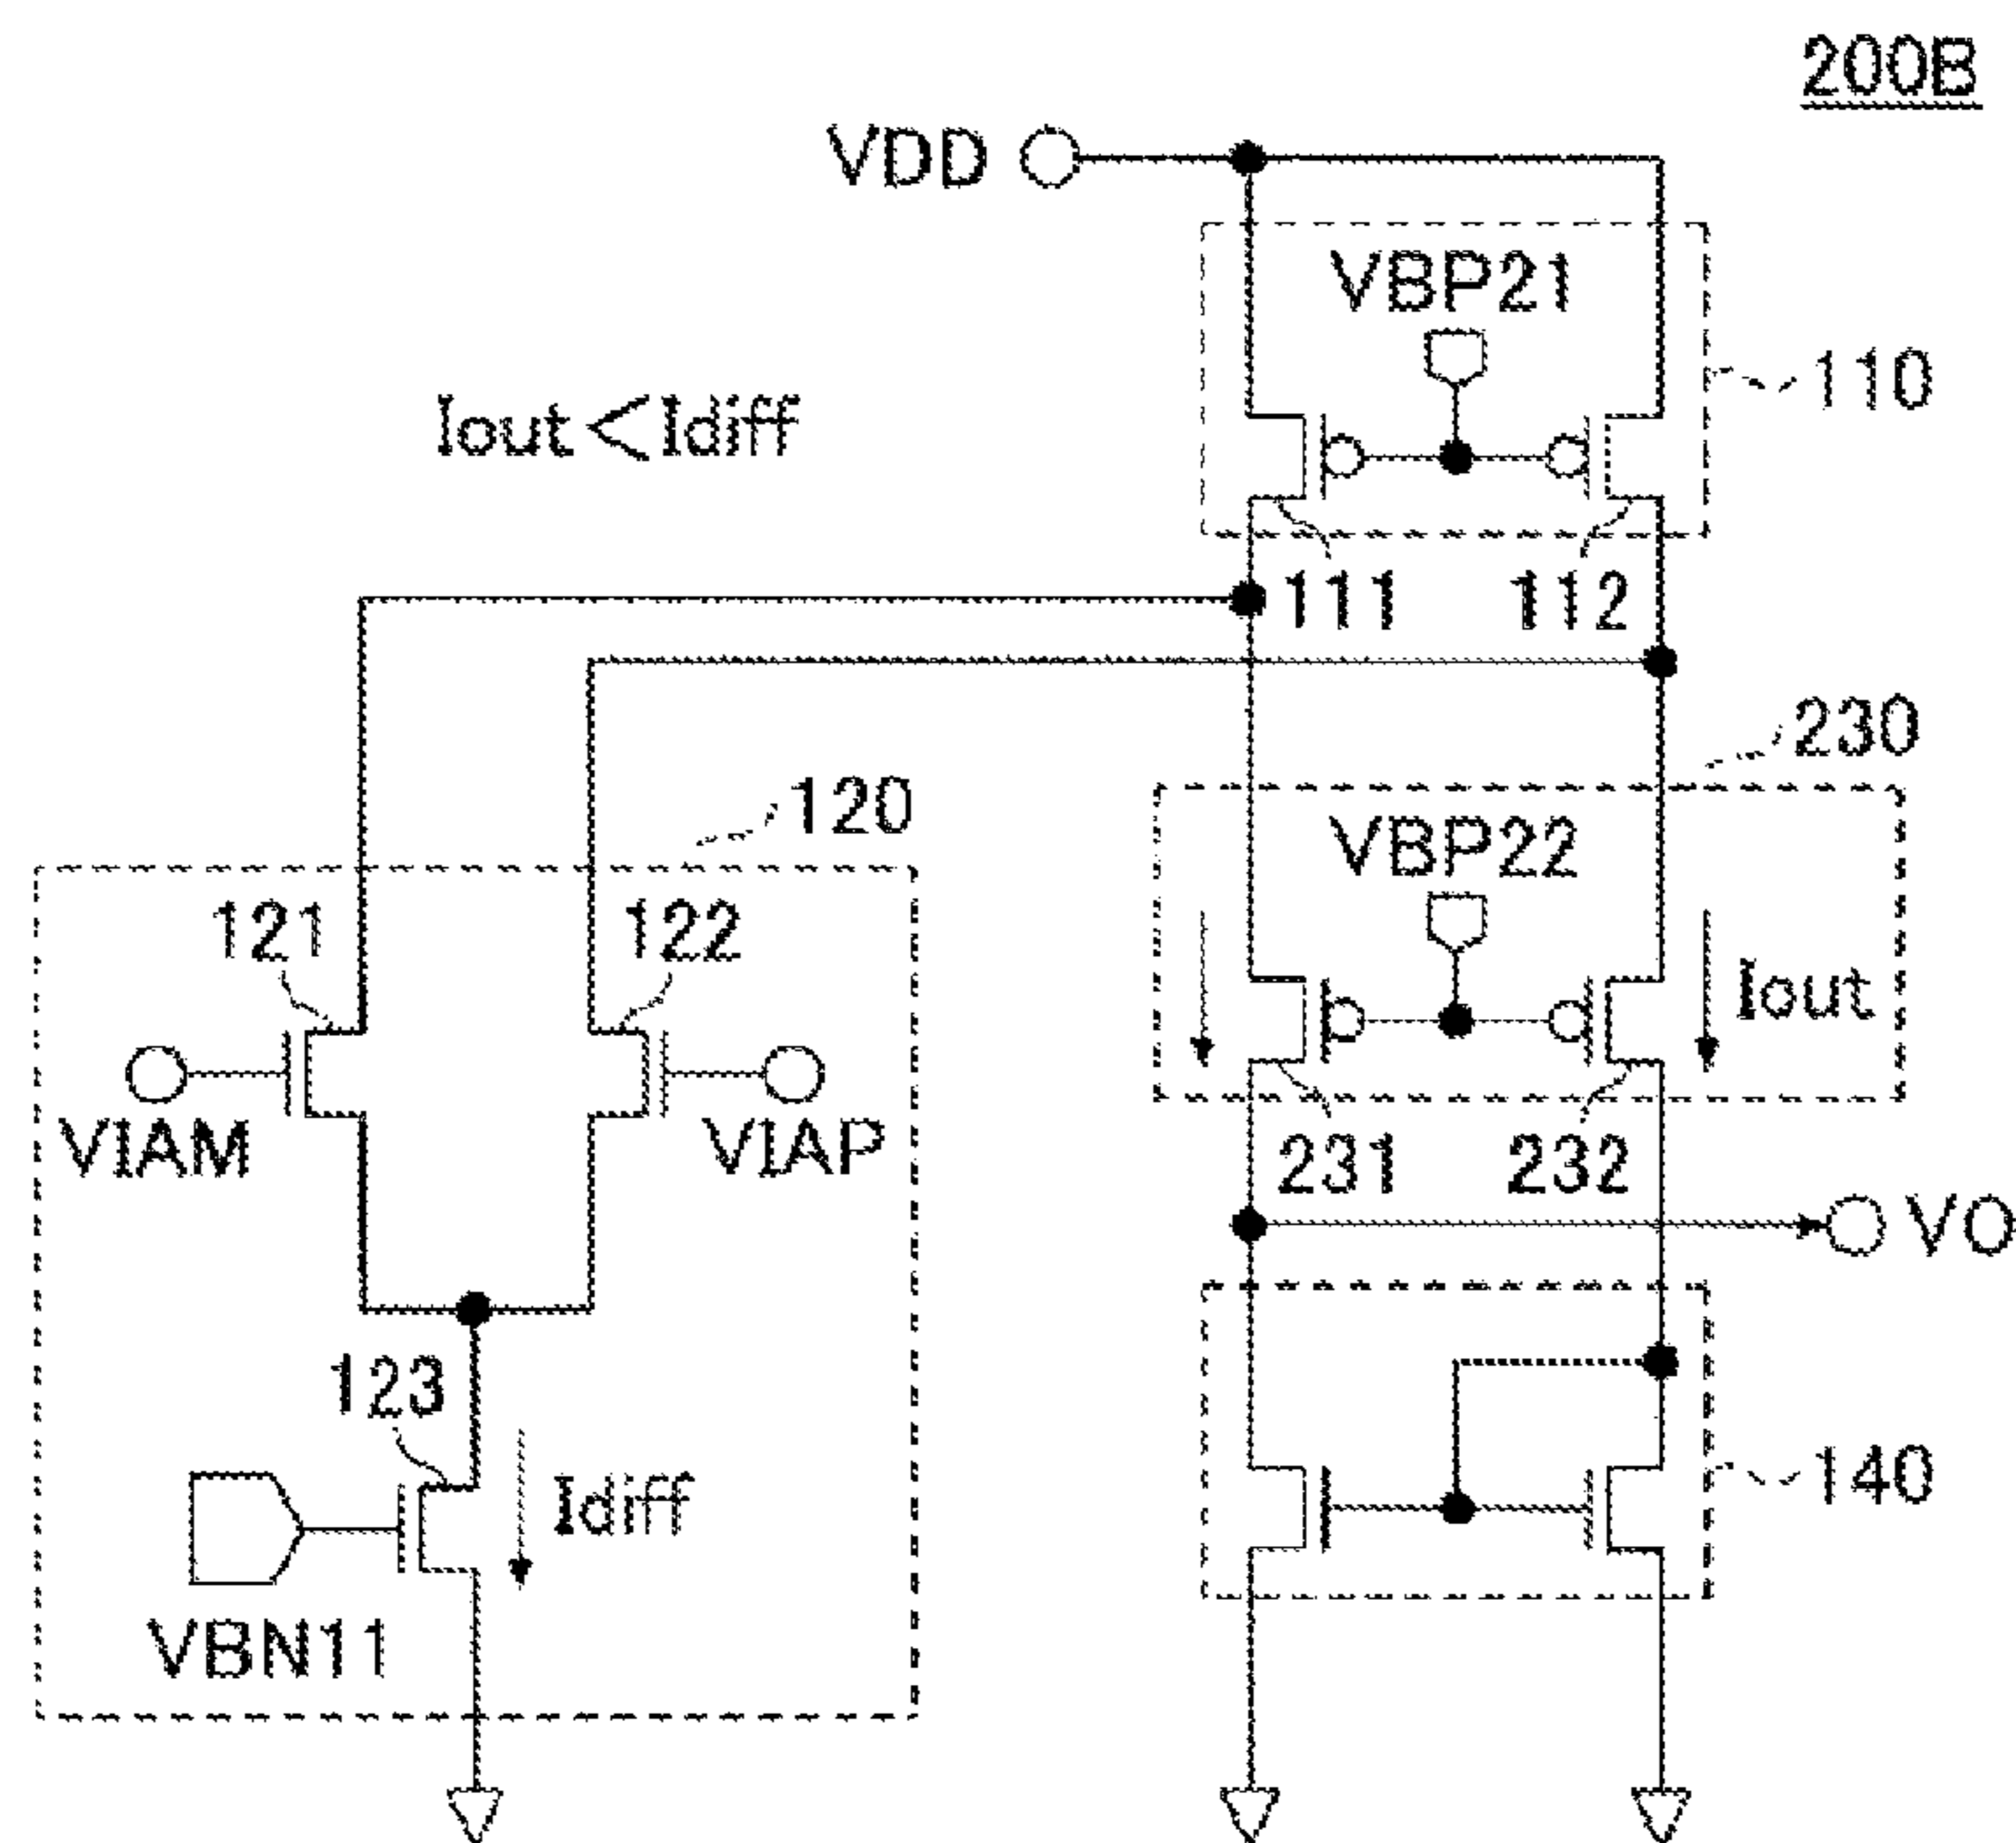 200B
VDD
VBP21
110
Iout<Idiff
111
112
230
120
VBP22
121
122
Iout
VIAM
VIAP
231
232
VO
123
Idiff
140
VBN11